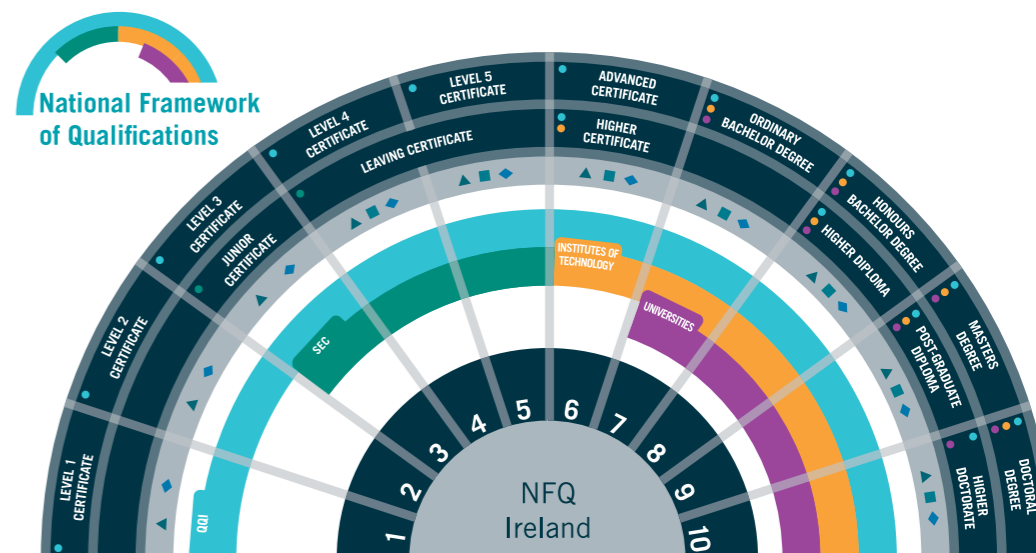 National Framework
of Qualifications
LEVEL 1
CERTIFICATE
LEVEL 2
CERTIFICATE
LEVEL 3
CERTIFICATE
JUNIOR
CERTIFICATE
LEVEL 4
CERTIFICATE
LEAVING CERTIFICATE
LEVEL 5
CERTIFICATE
ADVANCED
CERTIFICATE
HIGHER
CERTIFICATE
ORDINARY
BACHELOR DEGREE
HONOURS
BACHELOR DEGREE
HIGHER DIPLOMA
MASTERS
DEGREE
POST-GRADUATE
DIPLOMA
DOCTORAL
DEGREE
HIGHER
DOCTORATE
QQI
SEC
INSTITUTES OF
TECHNOLOGY
UNIVERSITIES
1
2
3
4
5
6
7
8
9
10
NFQ
Ireland